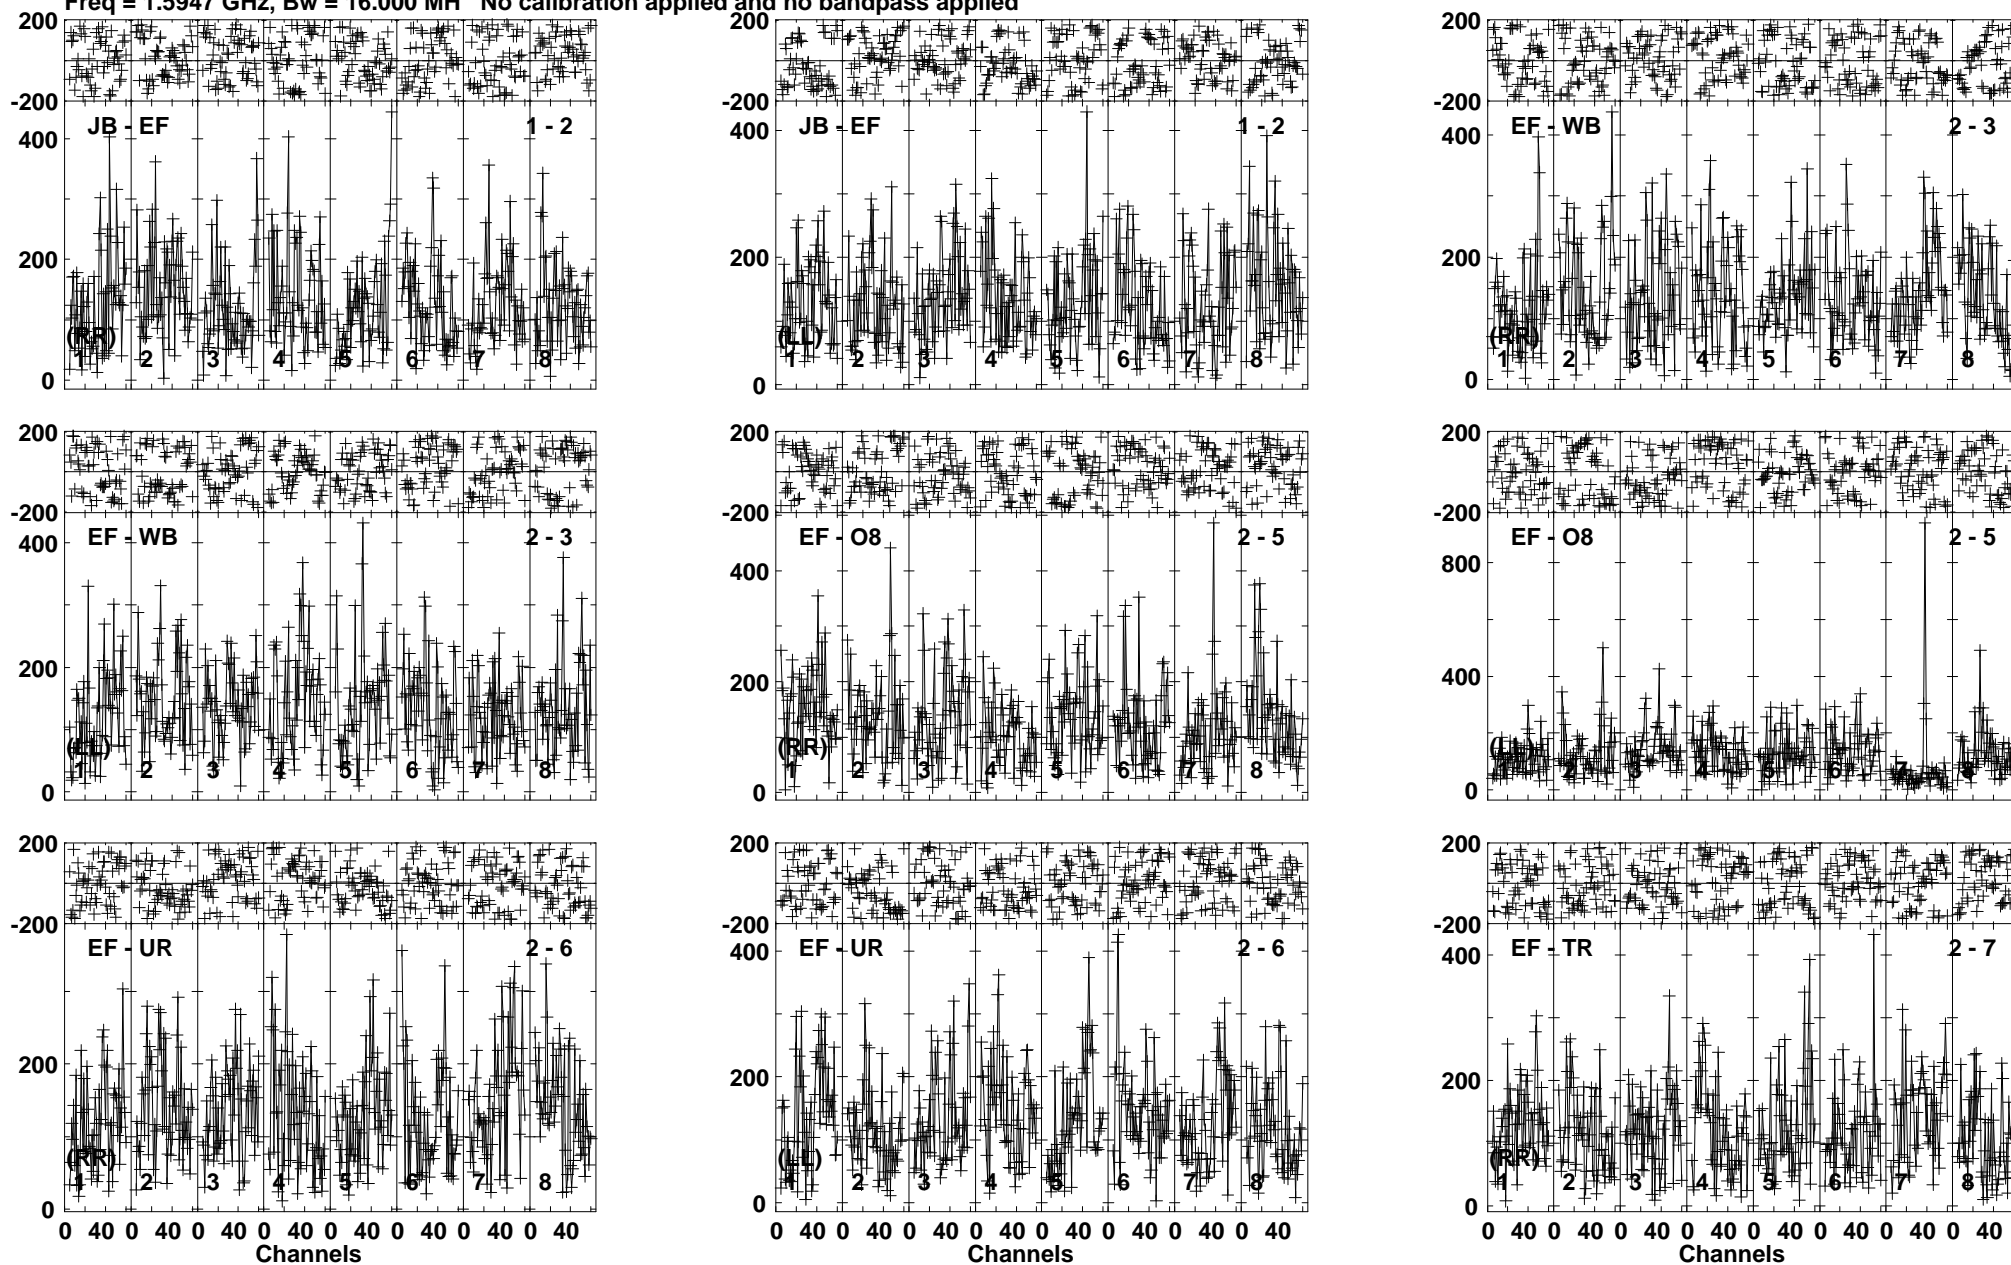 Freq = 1.5947 GHz, Bw = 16.000 MH No calibration applied and no bandpass applied
200 200 200
-200 -200 -200
JB - EF 1 - 2 JB - EF 1 - 2 EF - WB 2 - 3
400 400 400
200 200 200
(RR) (LL) (RR)
1 2 3 4 5 6 7 8 1 2 3 4 5 6 7 8 1 2 3 4 5 6 7 8
0 0 0
200 200 200
-200 -200 -200
EF - WB 2 - 3 EF - O8 2 - 5 EF - O8 2 - 5
400 400 800
200 200 400
(LL) (RR) (LL)
1 2 3 4 5 6 7 8 1 2 3 4 5 6 7 8 1 2 3 4 5 6 7 8
0 0 0
200 200 200
-200 -200 -200
EF - UR 2 - 6 EF - UR 2 - 6 EF - TR 2 - 7
400 400
200 200 200
(RR) (LL) (RR)
1 2 3 4 5 6 7 8 1 2 3 4 5 6 7 8 1 2 3 4 5 6 7 8
0 0 0
0 40 0 40 0 40 0 40 0 40 0 40 0 40 0 40 0 40 0 40 0 40 0 40 0 40 0 40 0 40 0 40 0 40 0 40 0 40 0 40 0 40 0 40 0 40 0 40
Channels Channels Channels